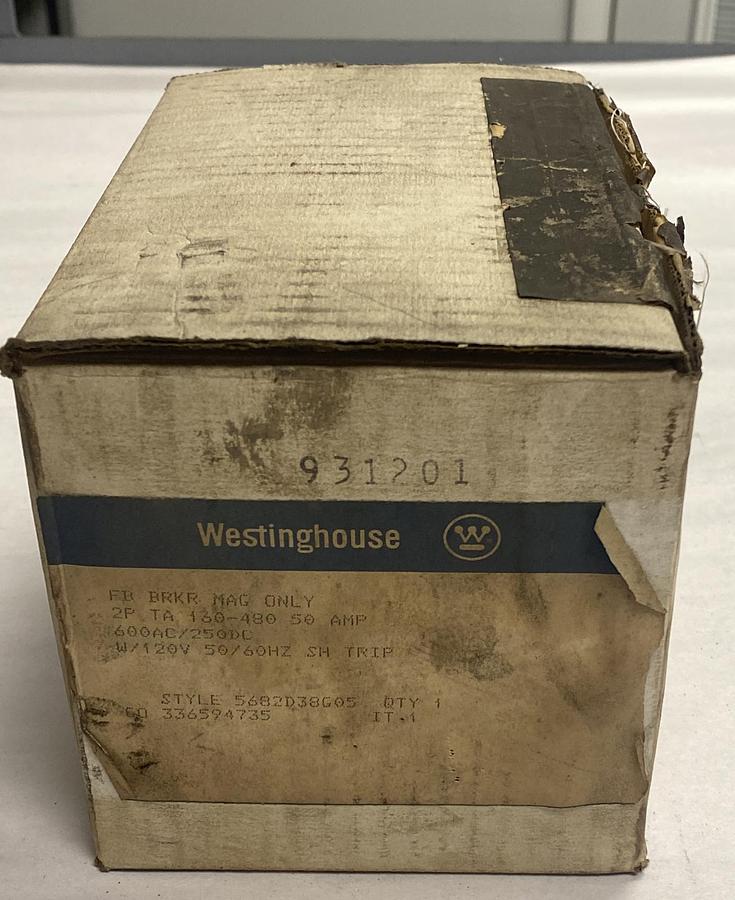 931201
Westinghouse
FB BRKR MAG ONLY
2P TA 160-480 50 AMP
600AC/250DC
W/120V 50/60HZ SH TRIP
STYLE 5682D38G05 QTY 1
336594735 IT 1